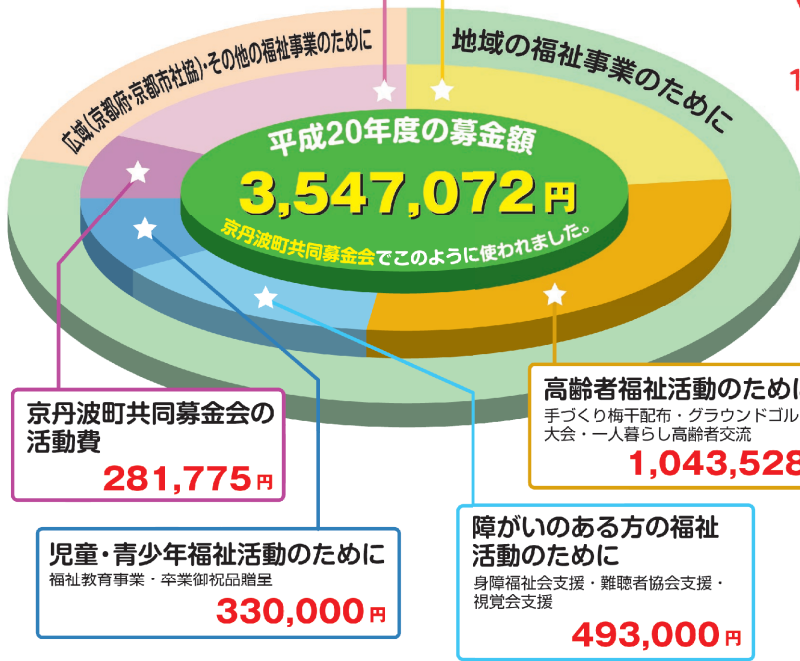 広域(京都府・京都市社協)・その他の福祉事業のために
地域の福祉事業のために
平成20年度の募金額
3,547,072円
京丹波町共同募金会でこのように使われました。
京丹波町共同募金会の
活動費
281,775円
児童・青少年福祉活動のために
福祉教育事業・卒業御祝品贈呈
330,000円
障がいのある方の福祉
活動のために
身障福祉会支援・難聴者協会支援・
視覚会支援
493,000円
高齢者福祉活動のために
手づくり梅干配布・グラウンドゴル
大会・一人暮らし高齢者交流
1,043,528
1